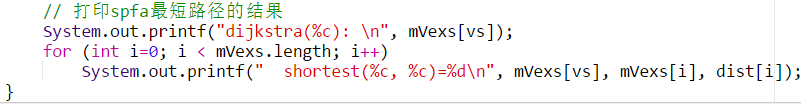 // 打印spfa最短路径的结果
System.out.printf("dijkstra(%c): \n", mVexs[vs]);
for (int i=0; i < mVexs.length; i++)
System.out.printf("  shortest(%c, %c)=%d\n", mVexs[vs], mVexs[i], dist[i]);
}